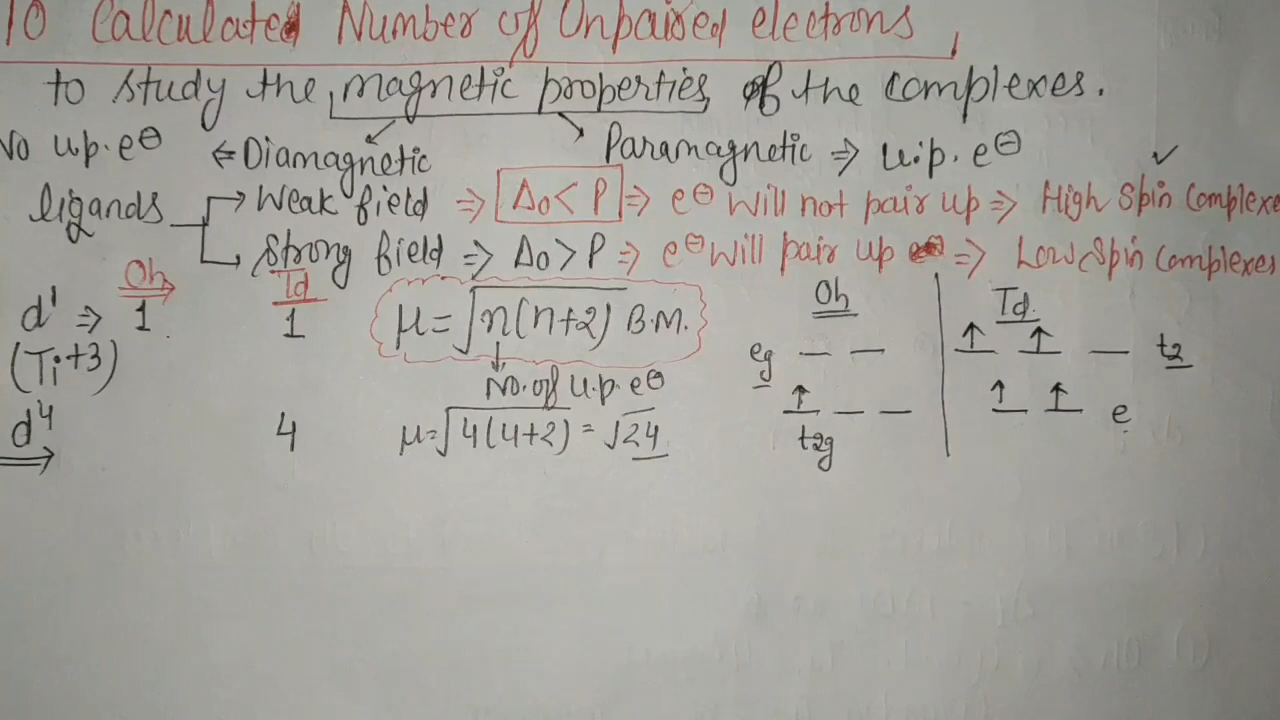 10 Calculated Number of Unpaired electrons,
to study the magnetic properties of the complexes.
No u.p. e⊖ ⇐ Diamagnetic Paramagnetic ⇒ u.p. e⊖
ligands → Weak field ⇒ Δo < P ⇒ e⊖ will not pair up ⇒ High spin Complexe
→ Strong field ⇒ Δo > P ⇒ e⊖ will pair up ⇒ Low spin Complexes
Oh Td Oh Td
d¹ ⇒ 1 1 μ = √n(n+2) B.M.
(Ti+3) No. of u.p. e⊖ eg t2
d⁴ 4 μ = √4(4+2) = √24 t2g e